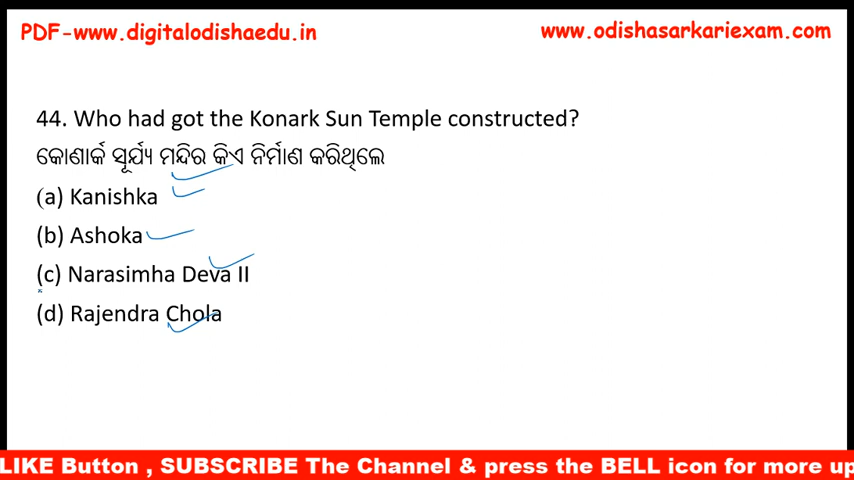 PDF-www.digitalodishaedu.in
www.odishasarkariexam.com
44. Who had got the Konark Sun Temple constructed?
କୋଣାର୍କ ସୂର୍ଯ୍ୟ ମନ୍ଦିର କିଏ ନିର୍ମାଣ କରିଥିଲେ
(a) Kanishka
(b) Ashoka
(c) Narasimha Deva II
(d) Rajendra Chola
LIKE Button , SUBSCRIBE The Channel & press the BELL icon for more up